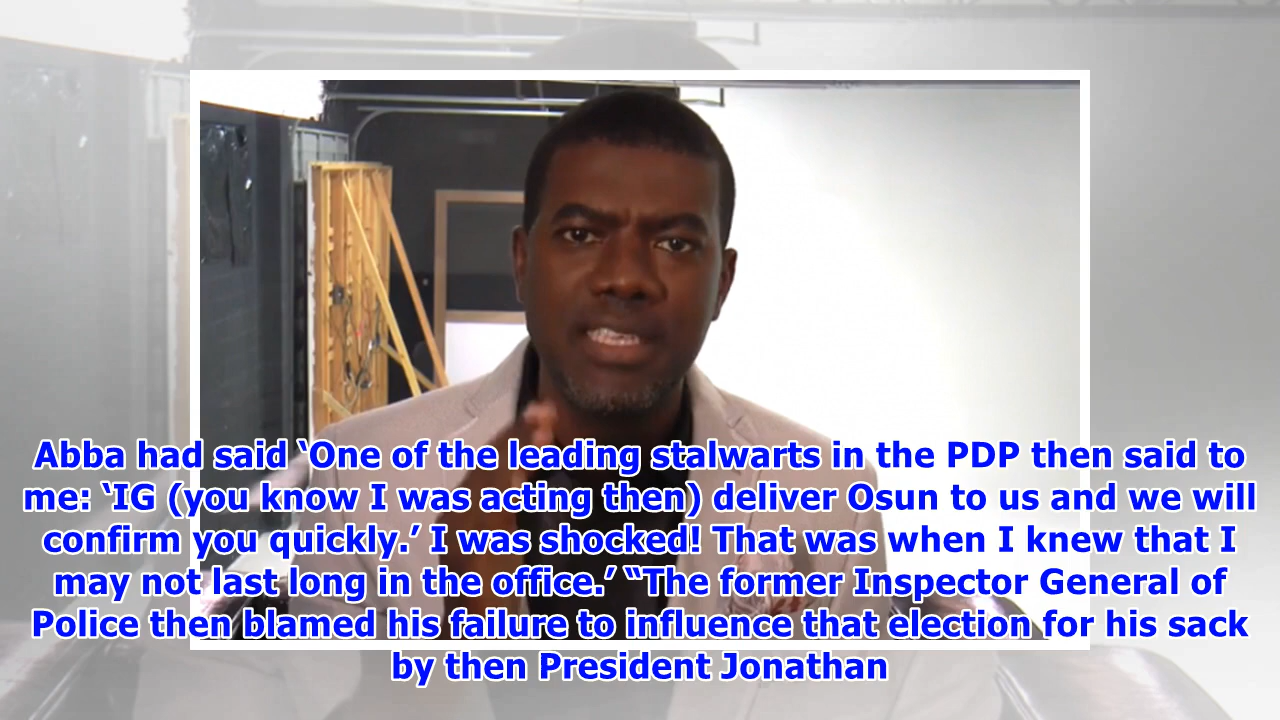 Abba had said ‘One of the leading stalwarts in the PDP then said to
me: ‘IG (you know I was acting then) deliver Osun to us and we will
confirm you quickly.’ I was shocked! That was when I knew that I
may not last long in the office.’ “The former Inspector General of
Police then blamed his failure to influence that election for his sack
by then President Jonathan